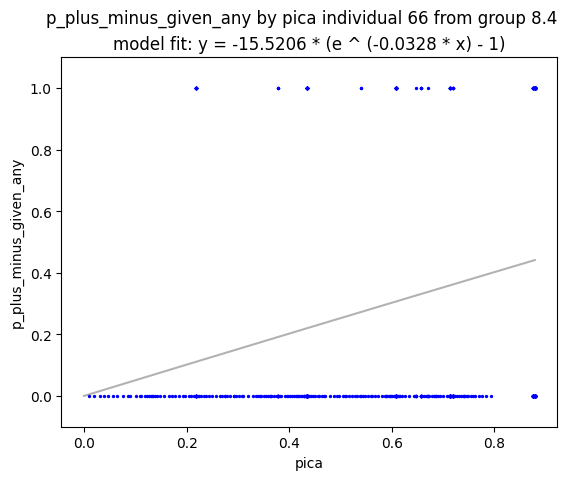 p_plus_minus_given_any by pica individual 66 from group 8.4
model fit: y = -15.5206 * (e ^ (-0.0328 * x) - 1)
1.0
0.8
0.6
0.4
0.2
0.0
p_plus_minus_given_any
0.0 0.2 0.4 0.6 0.8
pica